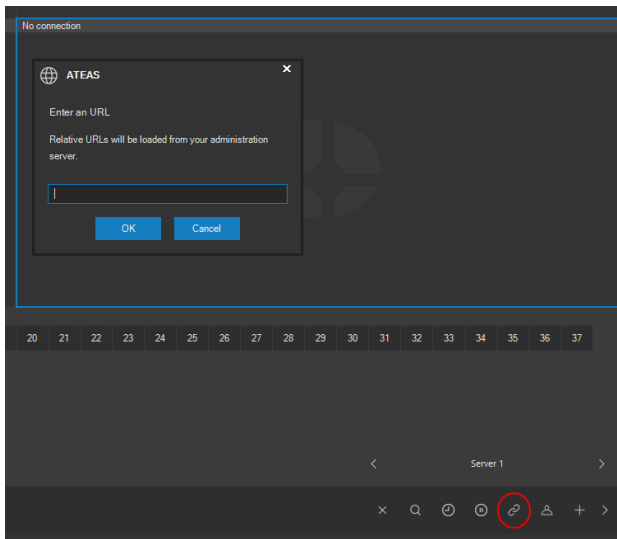 No connection
ATEAS
Enter an URL
Relative URLs will be loaded from your administration
server.
OK Cancel
20 21 22 23 24 25 26 27 28 29 30 31 32 33 34 35 36 37
Server 1